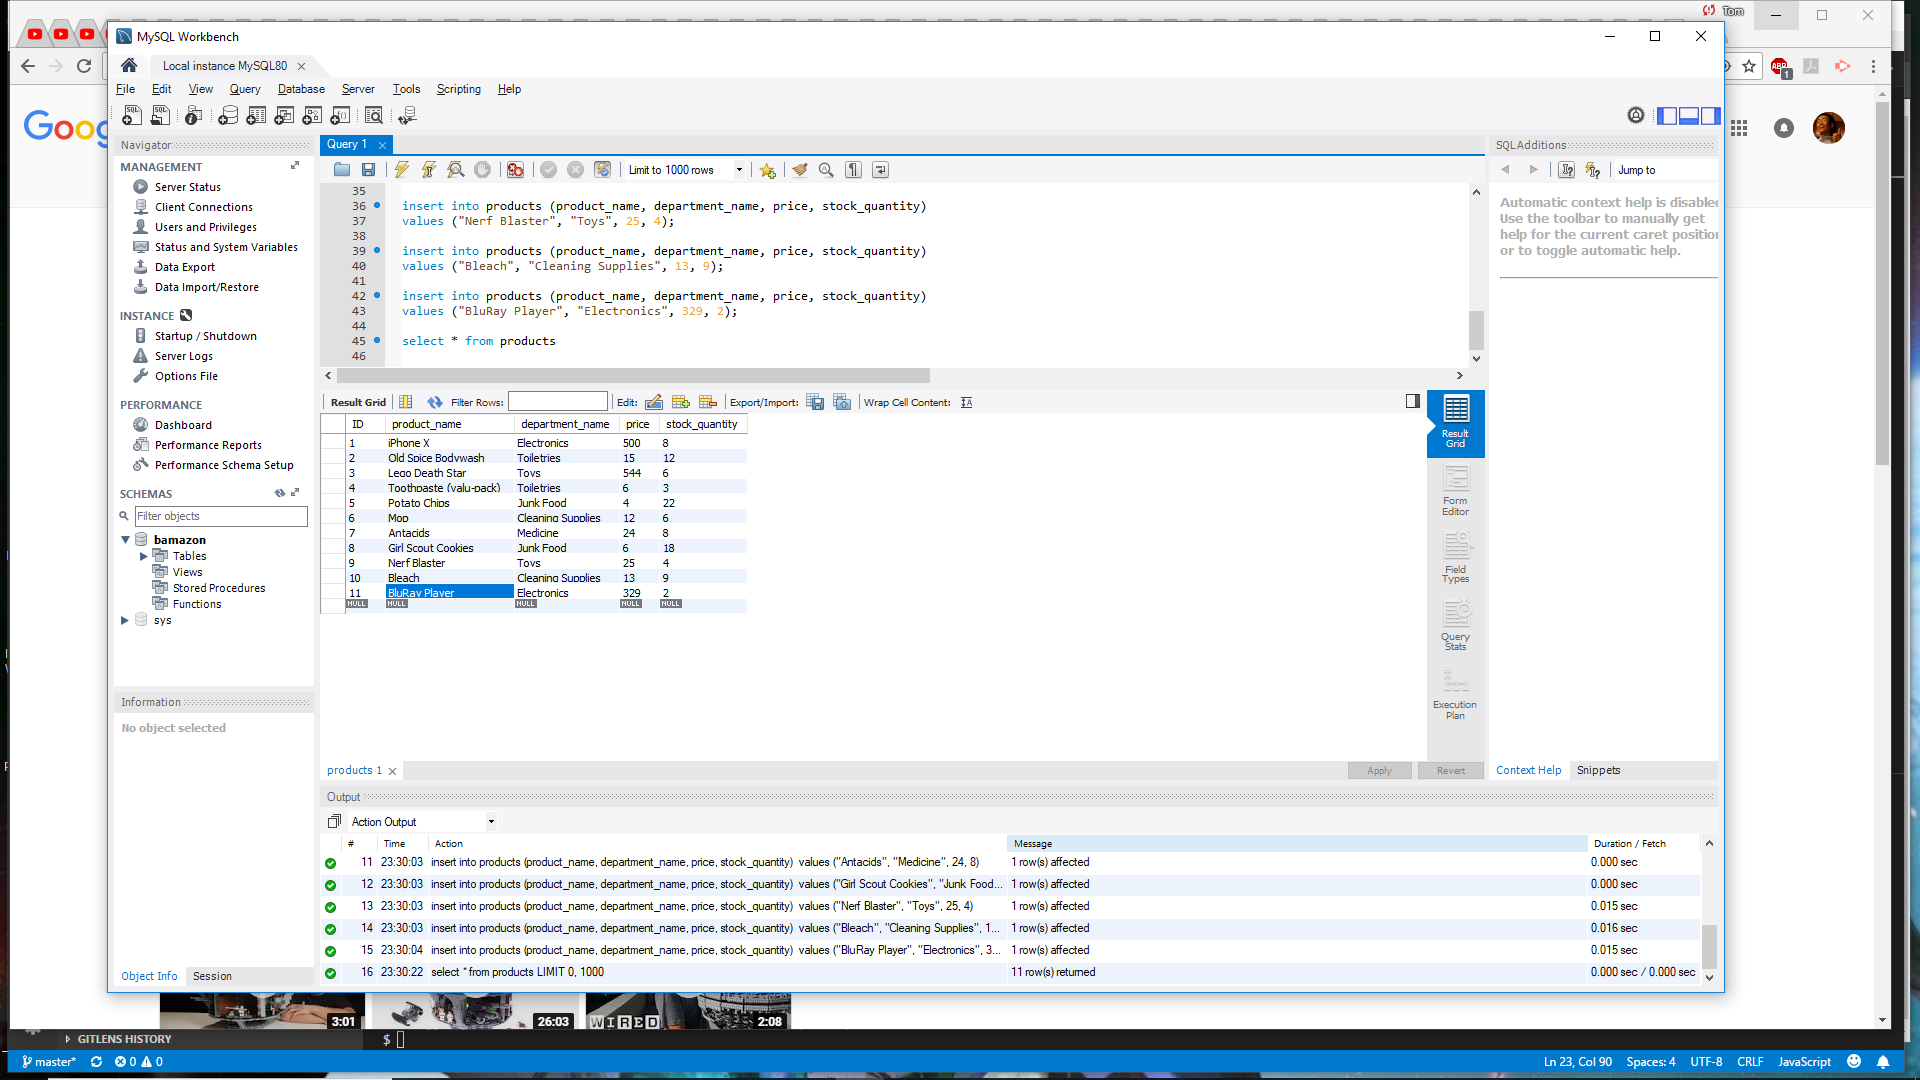 Tom
MySQL Workbench
Local instance MySQL80
File Edit View Query Database Server Tools Scripting Help
ABP 1
Goog
Navigator
MANAGEMENT
Server Status
Client Connections
Users and Privileges
Status and System Variables
Data Export
Data Import/Restore
INSTANCE
Startup / Shutdown
Server Logs
Options File
PERFORMANCE
Dashboard
Performance Reports
Performance Schema Setup
SCHEMAS
Filter objects
bamazon
Tables
Views
Stored Procedures
Functions
sys
Information
No object selected
Object Info Session
Query 1
Limit to 1000 rows
35
36 insert into products (product_name, department_name, price, stock_quantity)
37 values ("Nerf Blaster", "Toys", 25, 4);
38
39 insert into products (product_name, department_name, price, stock_quantity)
40 values ("Bleach", "Cleaning Supplies", 13, 9);
41
42 insert into products (product_name, department_name, price, stock_quantity)
43 values ("BluRay Player", "Electronics", 329, 2);
44
45 select * from products
46
Result Grid Filter Rows: Edit: Export/Import: Wrap Cell Content:
ID product_name department_name price stock_quantity
1 iPhone X Electronics 500 8
2 Old Spice Bodywash Toiletries 15 12
3 Lego Death Star Toys 544 6
4 Toothpaste (valu-pack) Toiletries 6 3
5 Potato Chips Junk Food 4 22
6 Mop Cleaning Supplies 12 6
7 Antacids Medicine 24 8
8 Girl Scout Cookies Junk Food 6 18
9 Nerf Blaster Toys 25 4
10 Bleach Cleaning Supplies 13 9
11 BluRay Player Electronics 329 2
NULL NULL NULL NULL NULL
Result Grid
Form Editor
Field Types
Query Stats
Execution Plan
products 1
Apply Revert
SQLAdditions
Jump to
Automatic context help is disabled
Use the toolbar to manually get
help for the current caret position
or to toggle automatic help.
Context Help Snippets
Output
Action Output
# Time Action Message Duration / Fetch
11 23:30:03 insert into products (product_name, department_name, price, stock_quantity) values ("Antacids", "Medicine", 24, 8) 1 row(s) affected 0.000 sec
12 23:30:03 insert into products (product_name, department_name, price, stock_quantity) values ("Girl Scout Cookies", "Junk Food... 1 row(s) affected 0.000 sec
13 23:30:03 insert into products (product_name, department_name, price, stock_quantity) values ("Nerf Blaster", "Toys", 25, 4) 1 row(s) affected 0.015 sec
14 23:30:03 insert into products (product_name, department_name, price, stock_quantity) values ("Bleach", "Cleaning Supplies", 1... 1 row(s) affected 0.016 sec
15 23:30:04 insert into products (product_name, department_name, price, stock_quantity) values ("BluRay Player", "Electronics", 3... 1 row(s) affected 0.015 sec
16 23:30:22 select * from products LIMIT 0, 1000 11 row(s) returned 0.000 sec / 0.000 sec
3:01 26:03 WIRED 2:08
GITLENS HISTORY
$
master* 0 0 Ln 23, Col 90 Spaces: 4 UTF-8 CRLF JavaScript